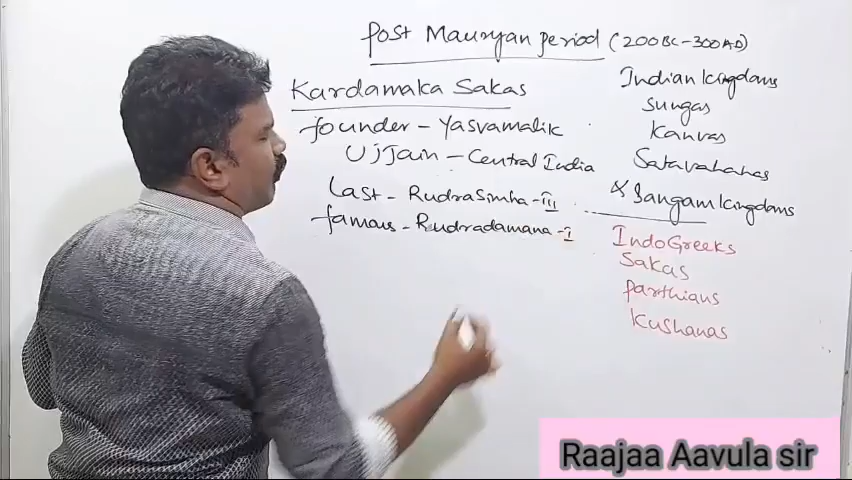 Post Mauryan period (200BC-300AD)
Kardamaka Sakas
founder - Yasvamalik
Ujjain - Central India
Last - RudraSimha - III
famous - Rudradamana - I
Indian kingdoms
Sungas
Kanvas
Satavahanas
& Sangam kingdoms
IndoGreeks
Sakas
Parthians
Kushanas
Raajaa Aavula sir